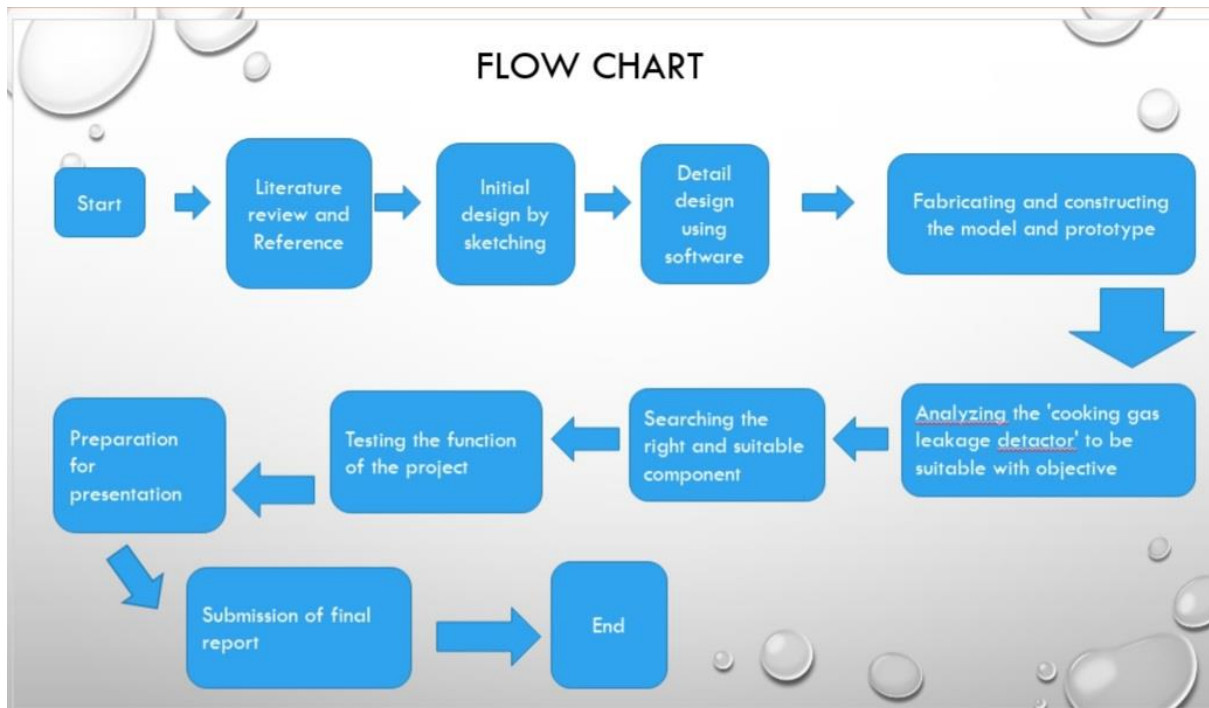 FLOW CHART
Start
Literature
review and
Reference
Initial
design by
sketching
Detail
design
using
software
Fabricating and constructing
the model and prototype
Analyzing the 'cooking gas
leakage detactor' to be
suitable with objective
Searching the
right and suitable
component
Testing the function
of the project
Preparation
for
presentation
Submission of final
report
End